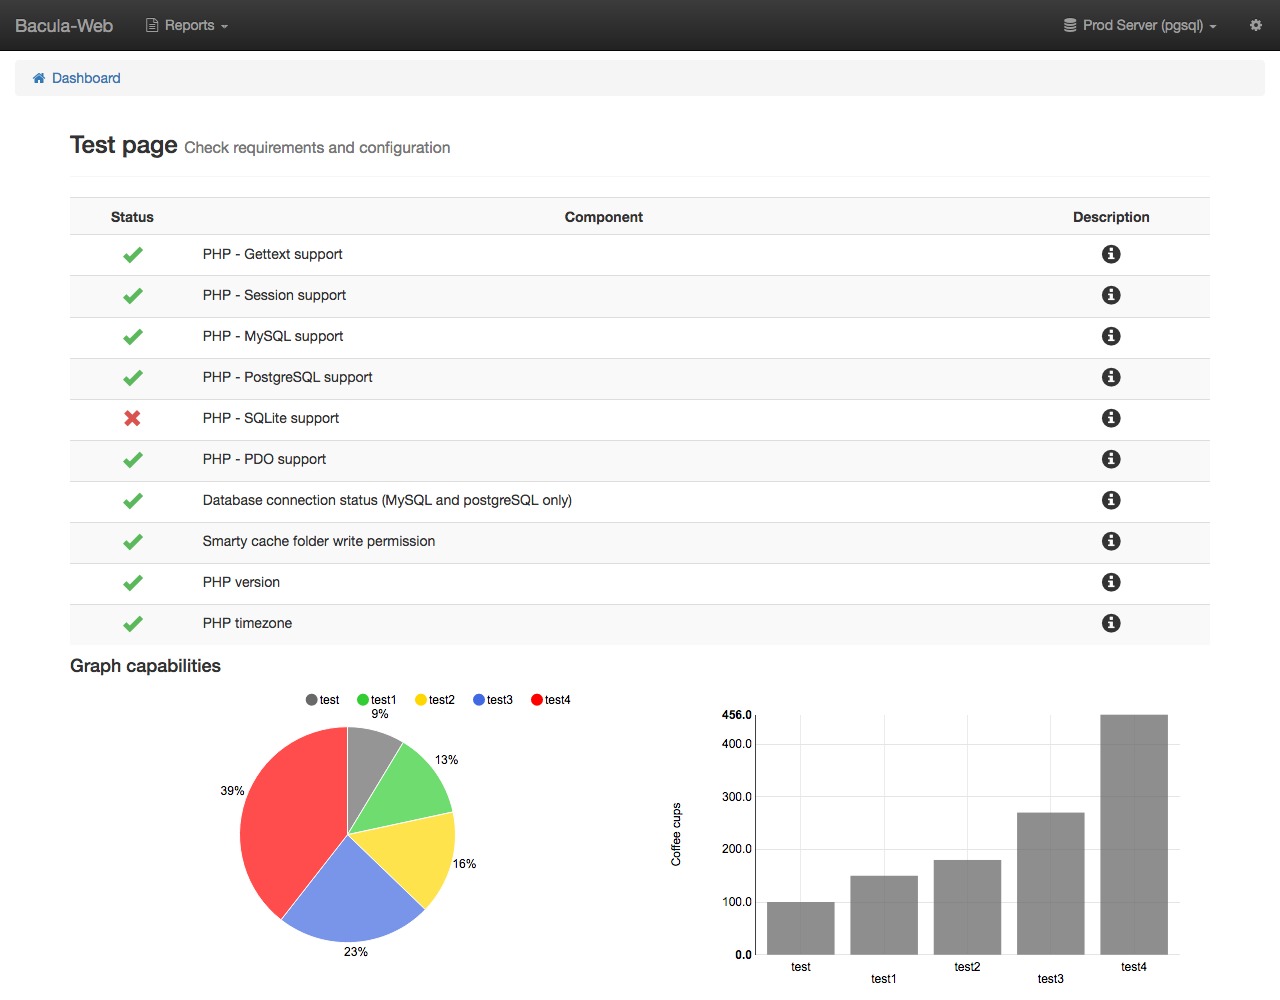 Bacula-Web Reports Prod Server (pgsql)
Dashboard
Test page Check requirements and configuration
Status Component Description
PHP - Gettext support
PHP - Session support
PHP - MySQL support
PHP - PostgreSQL support
PHP - SQLite support
PHP - PDO support
Database connection status (MySQL and postgreSQL only)
Smarty cache folder write permission
PHP version
PHP timezone
Graph capabilities
test test1 test2 test3 test4
9%
13%
39%
16%
23%
456.0
400.0
300.0
200.0
100.0
0.0
Coffee cups
test test1 test2 test3 test4